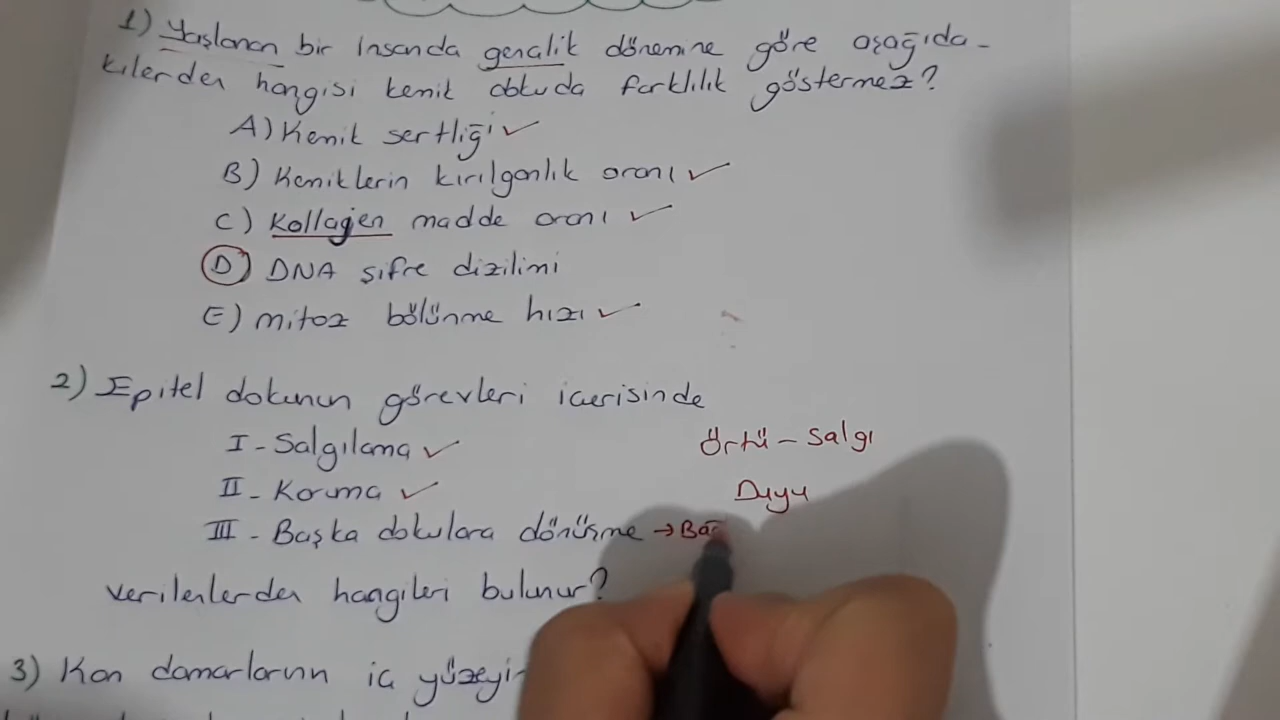 1) Yaşlanan bir insanda gençlik dönemine göre aşağıda-
kilerden hangisi kemik dokuda farklılık göstermez?
A) Kemik sertliği ✓
B) Kemiklerin kırılganlık oranı ✓
C) Kollagen madde oranı ✓
D) DNA şifre dizilimi
E) mitoz bölünme hızı ✓
2) Epitel dokunun görevleri içerisinde
I - Salgılama ✓
Örtü - Salgı
II - Koruma ✓
Duyu
III - Başka dokulara dönüşme → Bağ
verilenlerden hangileri bulunur?
3) Kan damarlarının iç yüzeyi